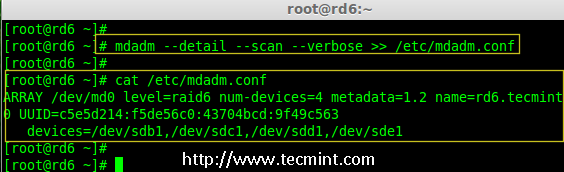 root@rd6:~
[root@rd6 ~]#
[root@rd6 ~]# mdadm --detail --scan --verbose >> /etc/mdadm.conf
[root@rd6 ~]#
[root@rd6 ~]# cat /etc/mdadm.conf
ARRAY /dev/md0 level=raid6 num-devices=4 metadata=1.2 name=rd6.tecmint
0 UUID=c5e5d214:f5de56c0:43704bcd:9f49c563
devices=/dev/sdb1,/dev/sdc1,/dev/sdd1,/dev/sde1
[root@rd6 ~]#
[root@rd6 ~]#
http://www.tecmint.com